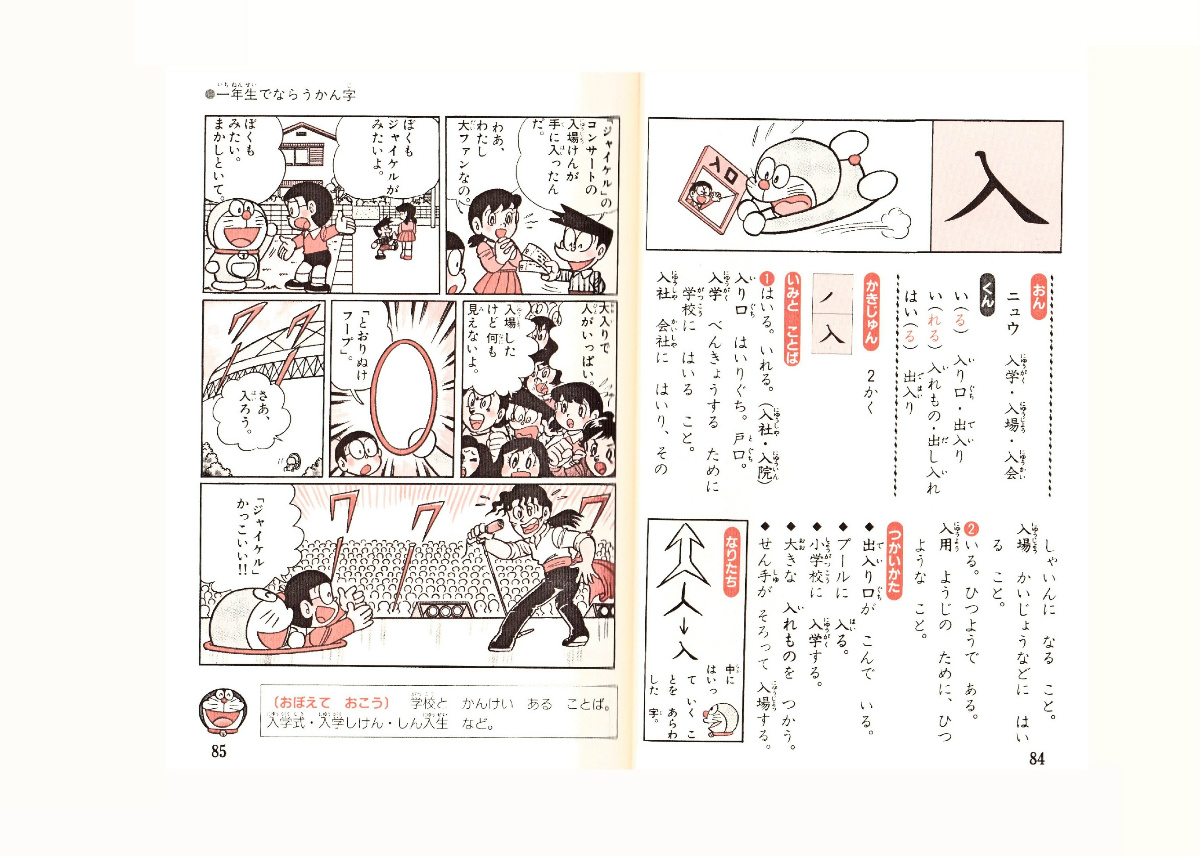 入
入口
おん
ニュウ 入学・入場・入会
くん
い(る) 入り口・出入り
い(れる) 入れもの・出し入れ
はい(る) 出入り
かきじゅん
2かく
ノ
入
いみと ことば
①はいる。いれる。(入社・入院)
入り口 はいりぐち。戸口。
入学 べんきょうする ために
学校に はいる こと。
入社 会社に はいり、その
しゃいんに なる こと。
入場 かいじょうなどに はい
る こと。
②いる。ひつようで ある。
入用 ようじの ために、ひつ
ような こと。
つかいかた
◆出入り口が こんで いる。
◆プールに 入る。
◆小学校に 入学する。
◆大きな 入れものを つかう。
◆せん手が そろって 入場する。
なりたち
入
中に
はいっ
て いく こ
とを あらわ
した 字。
84
●一年生でならうかん字
「ジャイケル」の
コンサートの
入場けんが
手に入ったん
だ。
わあ、
わたし
大ファンなの。
ぼくも
ジャイケルが
みたいよ。
ぼくも
みたい。
まかしといて。
大入りで
人がいっぱい。
入場した
けど何も
見えないよ。
「とおりぬけ
フープ」。
さあ、
入ろう。
ワー
ワー
「ジャイケル」
かっこいい!!
(おぼえて おこう) 学校と かんけい ある ことば。
入学式・入学しけん・しん入生 など。
85